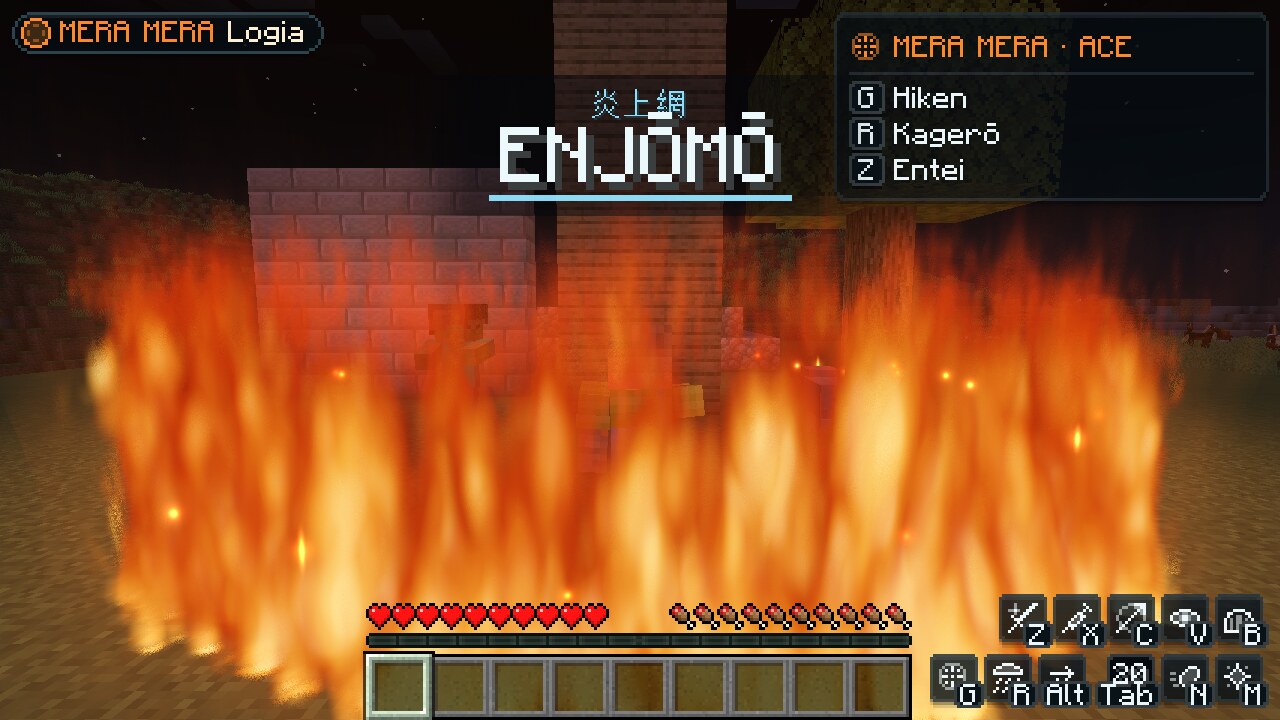 MERA MERA Logia
炎上網
ENJŌMŌ
MERA MERA · ACE
G Hiken
R Kagerō
Z Entei
Z X C V B
G R Alt 20 Tab N M